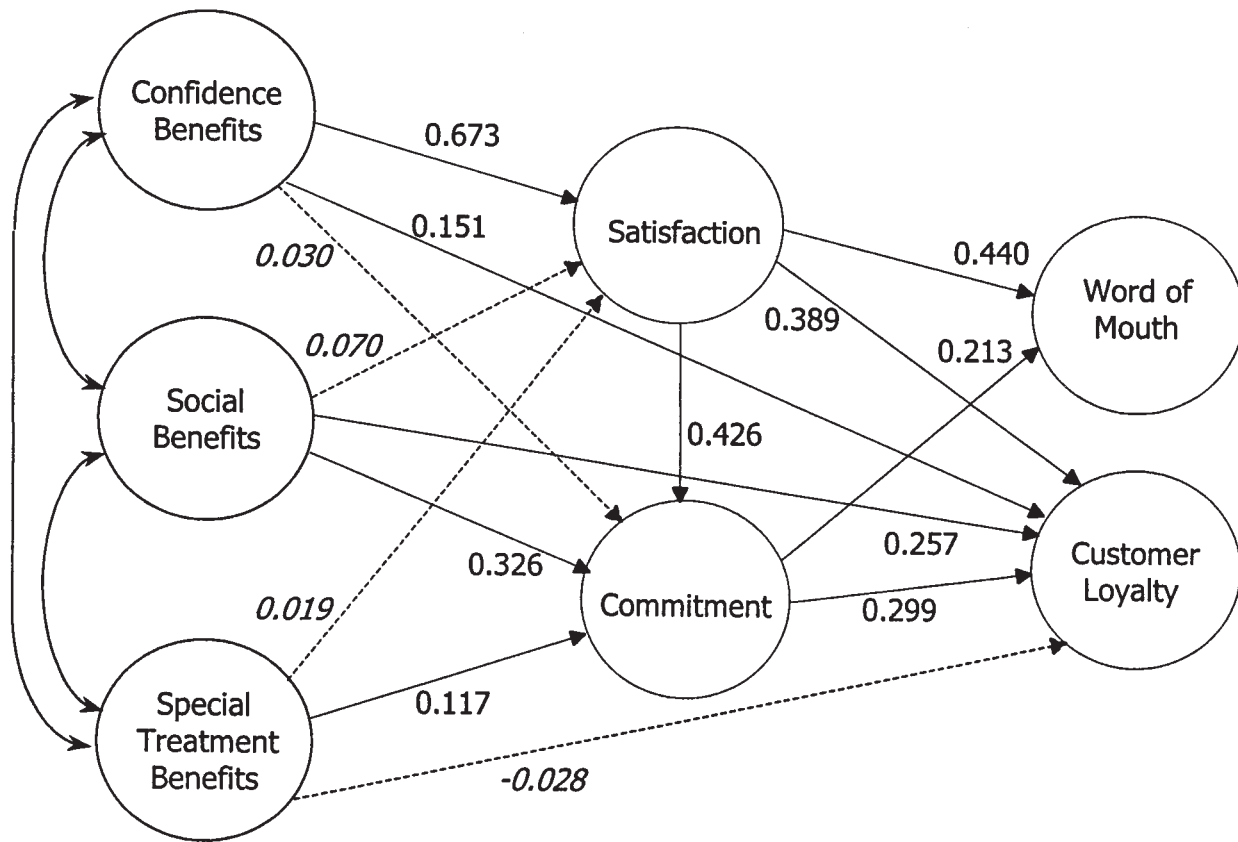 Confidence
Benefits
0.673
0.151
0.030
Satisfaction
0.440
0.389
Word of
Mouth
0.213
0.070
Social
Benefits
0.426
0.257
0.326
Customer
Loyalty
0.019
Commitment
0.299
Special
Treatment
Benefits
0.117
-0.028